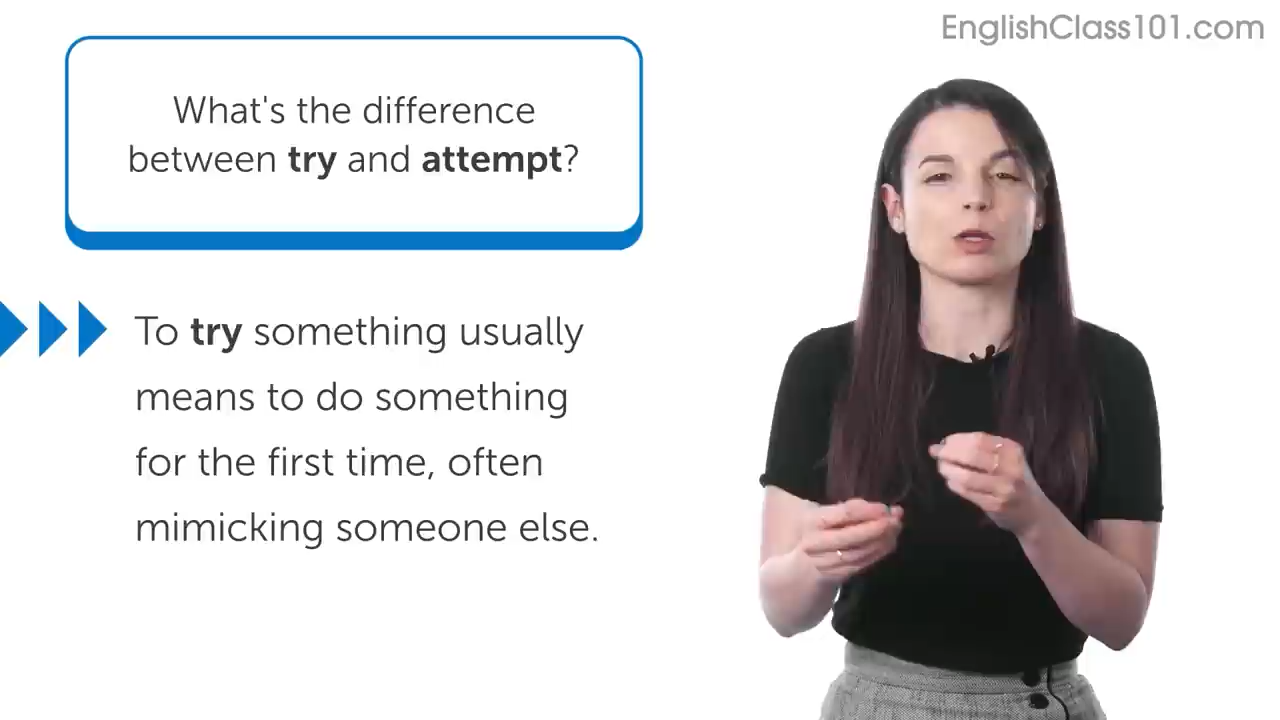 EnglishClass101.com
What's the difference
between try and attempt?
To try something usually
means to do something
for the first time, often
mimicking someone else.